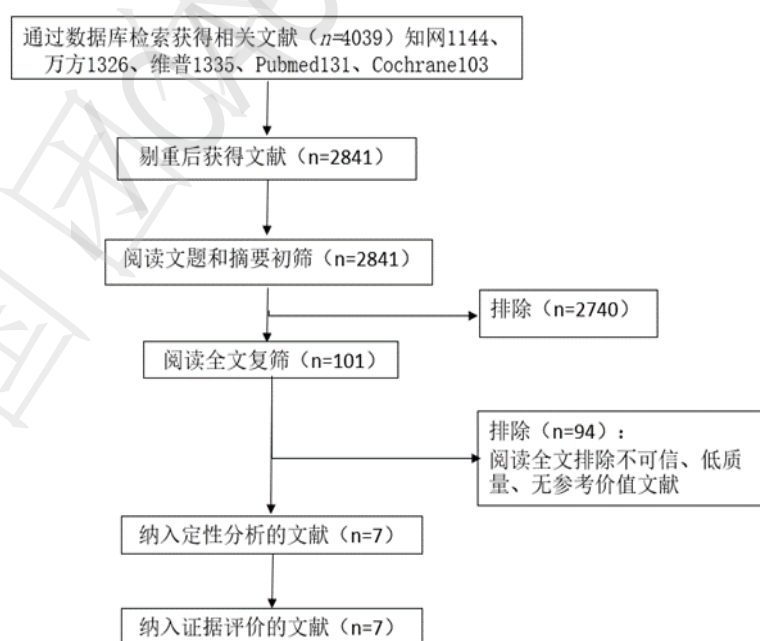 通过数据库检索获得相关文献（n=4039）知网1144、
万方1326、维普1335、Pubmed131、Cochrane103
剔重后获得文献（n=2841）
阅读文题和摘要初筛（n=2841）
排除（n=2740）
阅读全文复筛（n=101）
排除（n=94）：
阅读全文排除不可信、低质
量、无参考价值文献
纳入定性分析的文献（n=7）
纳入证据评价的文献（n=7）